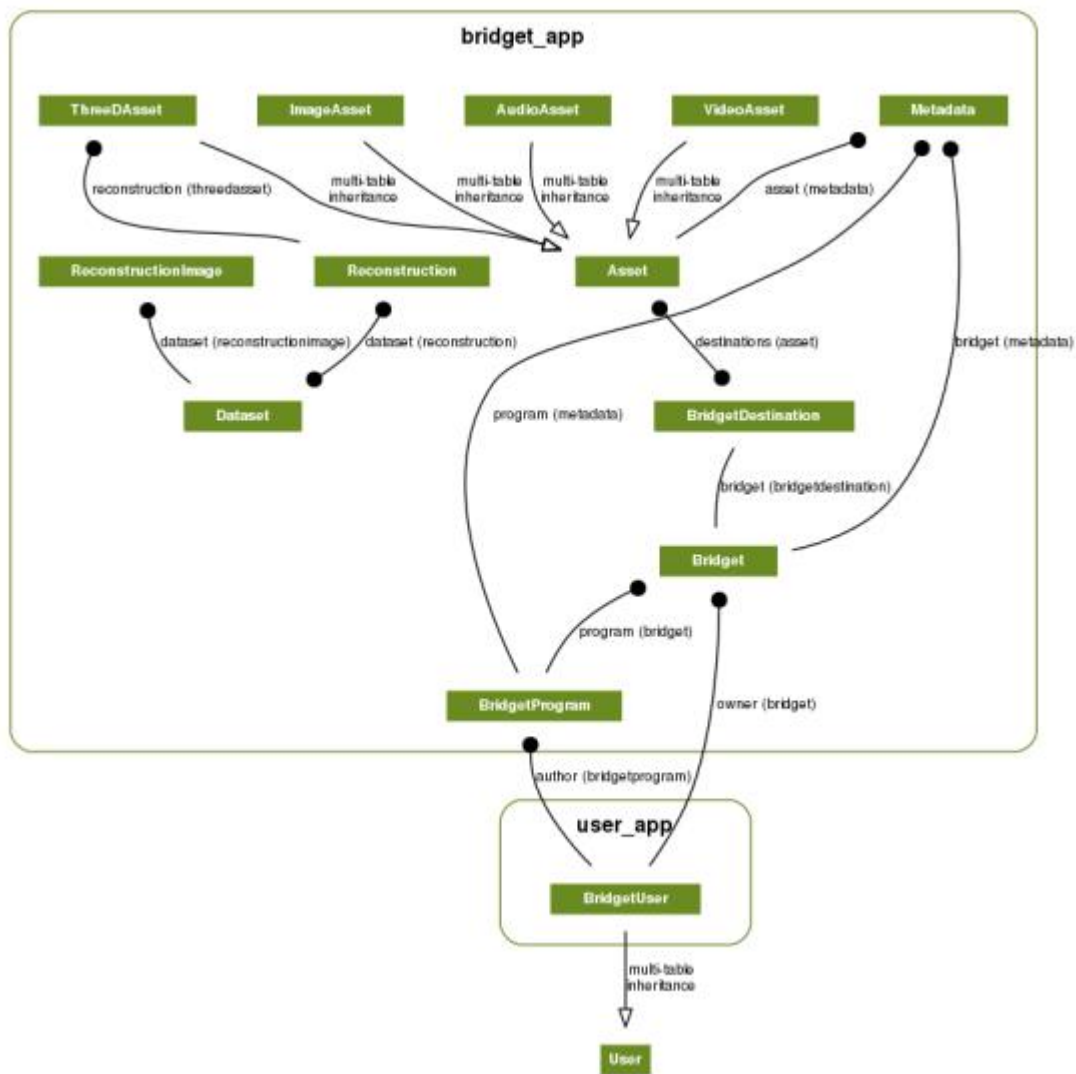 bridget_app
ThreeDAsset
ImageAsset
AudioAsset
VideoAsset
Metadata
reconstruction (threedasset)
multi-table
inheritance
multi-table
inheritance
multi-table
inheritance
multi-table
inheritance
asset (metadata)
ReconstructionImage
Reconstruction
Asset
dataset (reconstructionimage)
dataset (reconstruction)
destinations (asset)
bridget (metadata)
Dataset
program (metadata)
BridgetDestination
bridget (bridgetdestination)
Bridget
program (bridget)
BridgetProgram
owner (bridget)
author (bridgetprogram)
user_app
BridgetUser
multi-table
inheritance
User